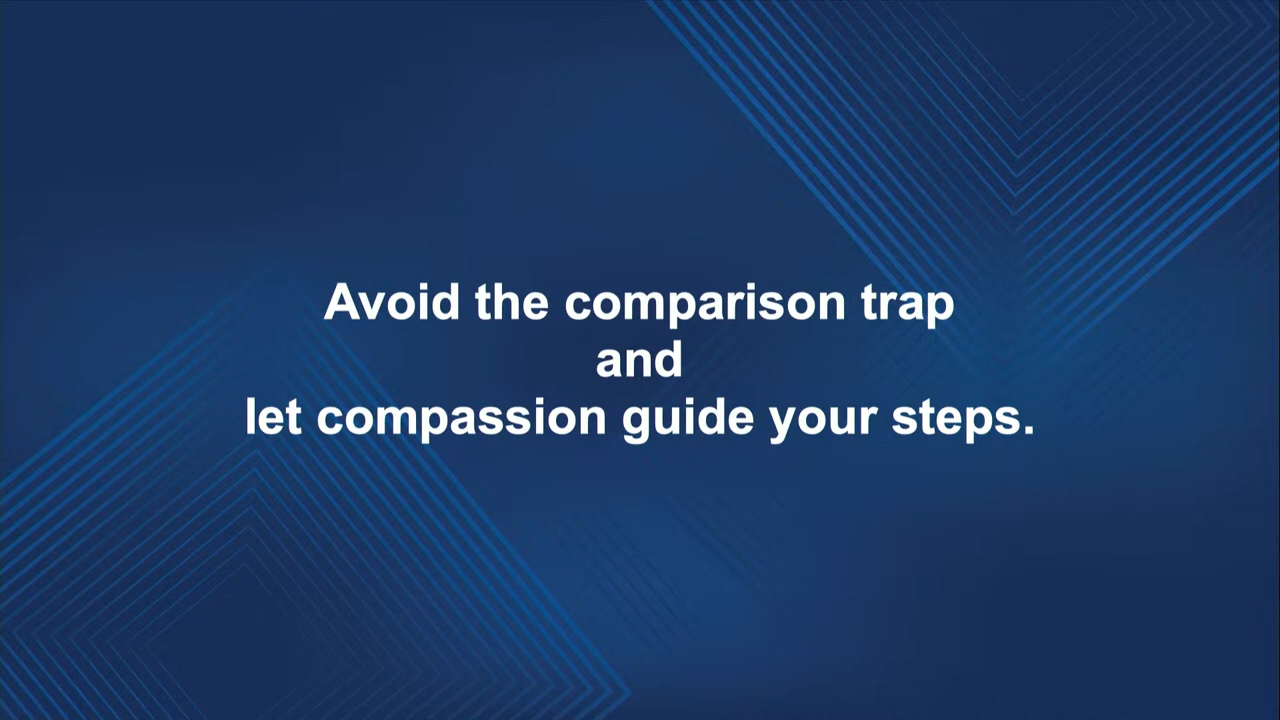 Avoid the comparison trap
and
let compassion guide your steps.